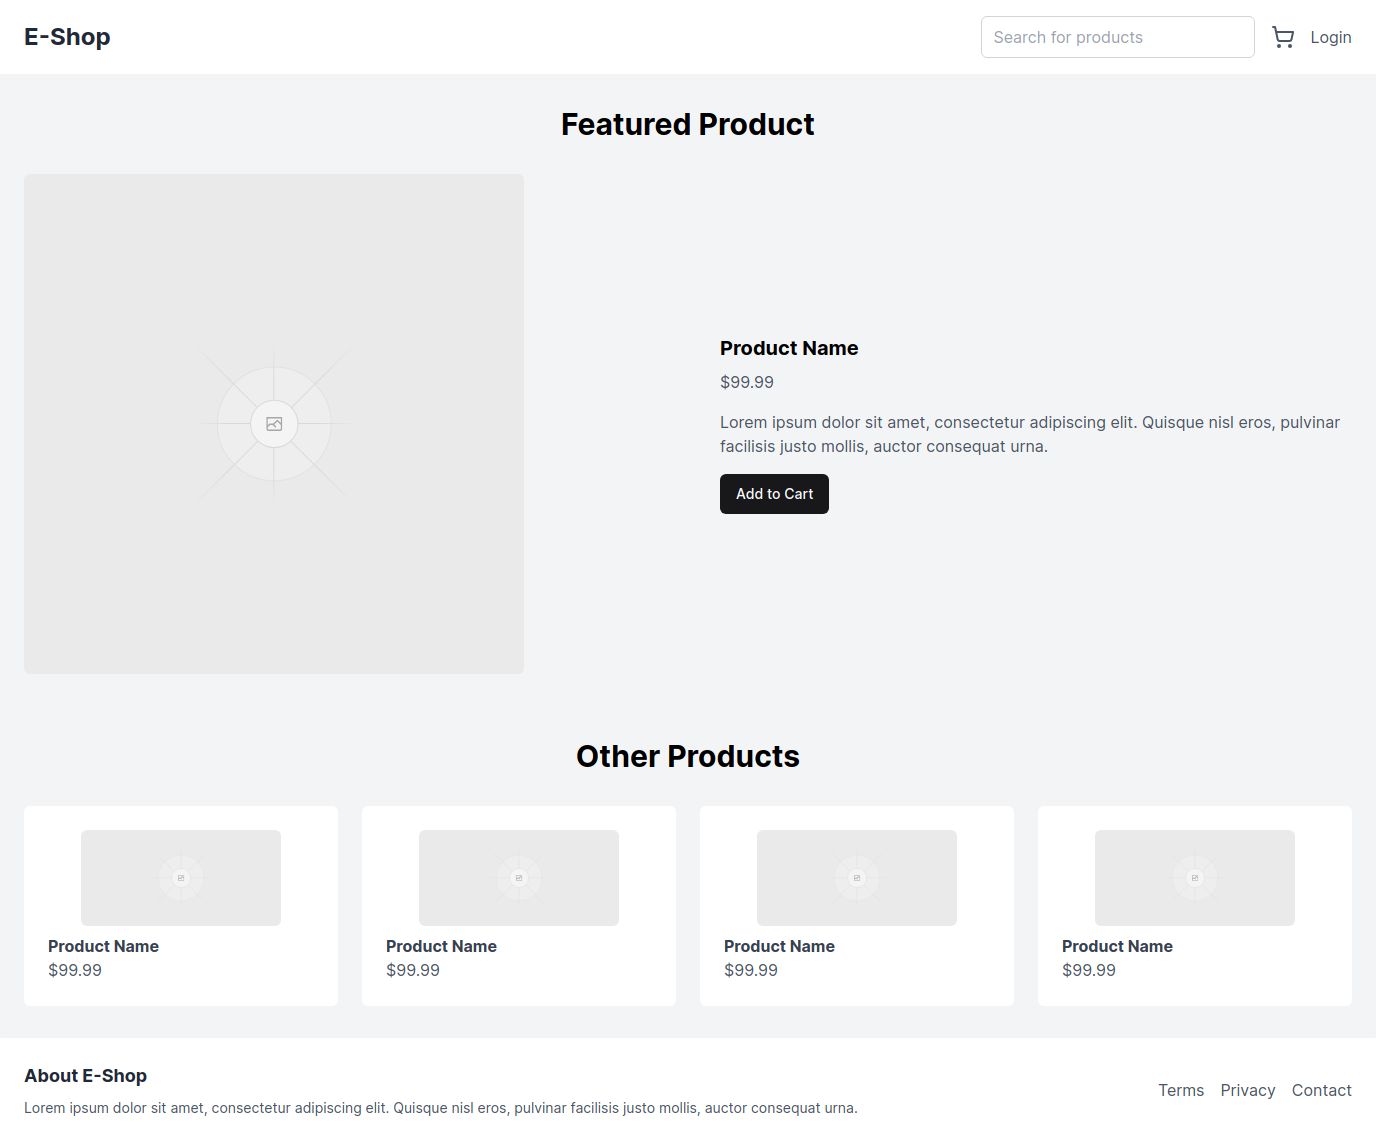 E-Shop
Search for products
Login
Featured Product
Product Name
$99.99
Lorem ipsum dolor sit amet, consectetur adipiscing elit. Quisque nisl eros, pulvinar
facilisis justo mollis, auctor consequat urna.
Add to Cart
Other Products
Product Name
$99.99
Product Name
$99.99
Product Name
$99.99
Product Name
$99.99
About E-Shop
Lorem ipsum dolor sit amet, consectetur adipiscing elit. Quisque nisl eros, pulvinar facilisis justo mollis, auctor consequat urna.
Terms
Privacy
Contact